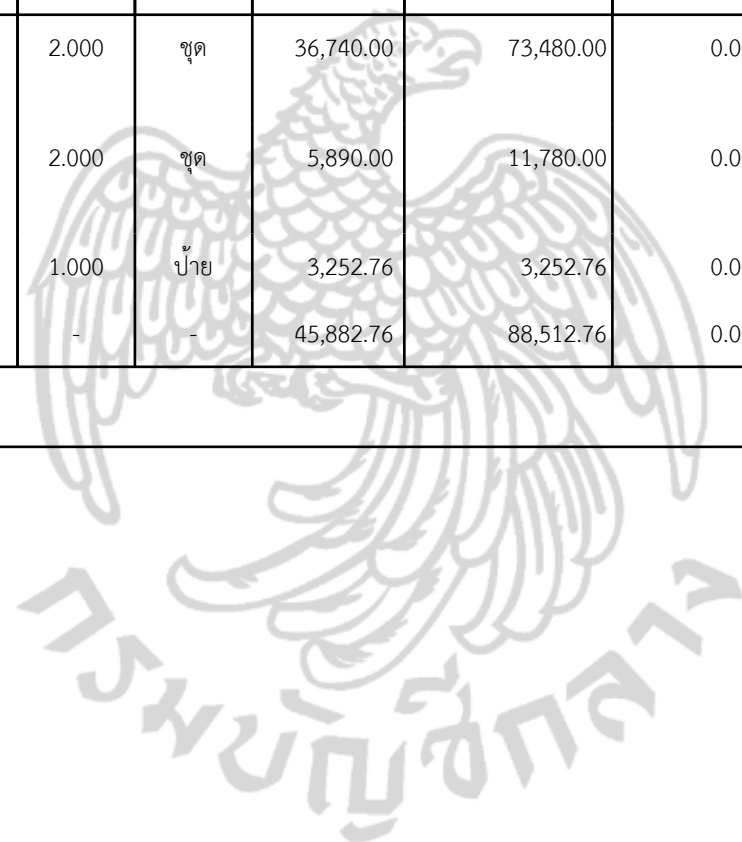 2.000 ชุด 36,740.00 73,480.00 0.0
2.000 ชุด 5,890.00 11,780.00 0.0
1.000 ป้าย 3,252.76 3,252.76 0.0
- - 45,882.76 88,512.76 0.0
กรมบัญชีกลาง